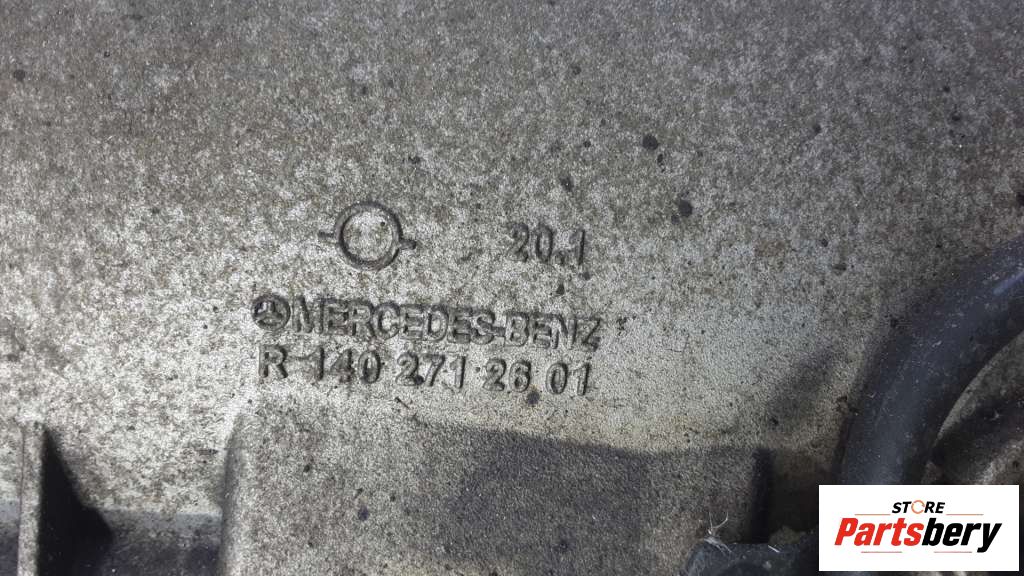 20.1
MERCEDES-BENZ
R 140 271 26 01
STORE
Partsbery